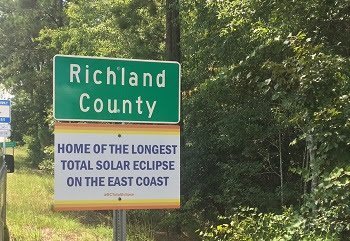 Richland
County
HOME OF THE LONGEST
TOTAL SOLAR ECLIPSE
ON THE EAST COAST